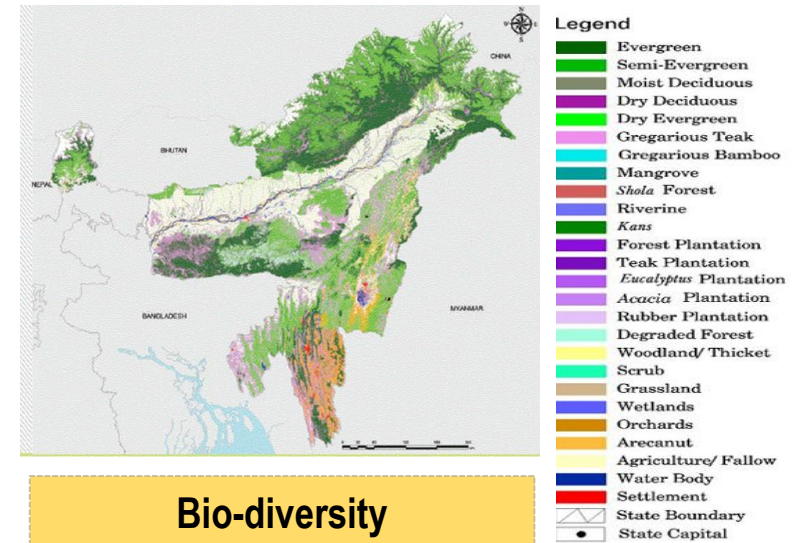 N
W
E
S
CHINA
BHUTAN
NEPAL
BANGLADESH
MYANMAR
Bio-diversity
Legend
Evergreen
Semi-Evergreen
Moist Deciduous
Dry Deciduous
Dry Evergreen
Gregarious Teak
Gregarious Bamboo
Mangrove
Shola Forest
Riverine
Kans
Forest Plantation
Teak Plantation
Eucalyptus Plantation
Acacia Plantation
Rubber Plantation
Degraded Forest
Woodland/ Thicket
Scrub
Grassland
Wetlands
Orchards
Arecanut
Agriculture/ Fallow
Water Body
Settlement
State Boundary
State Capital